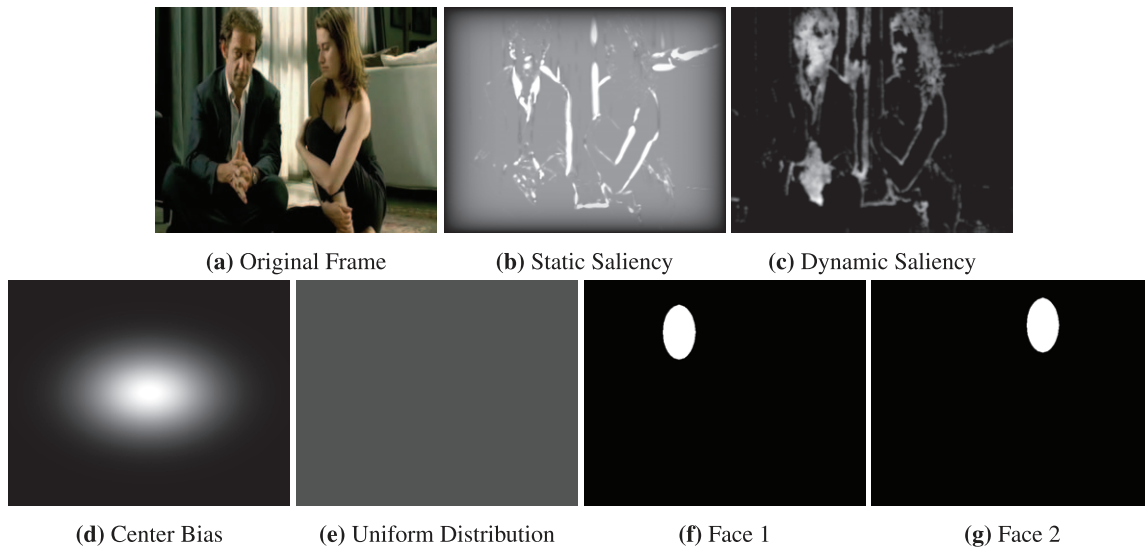 (a) Original Frame
(b) Static Saliency
(c) Dynamic Saliency
(d) Center Bias
(e) Uniform Distribution
(f) Face 1
(g) Face 2